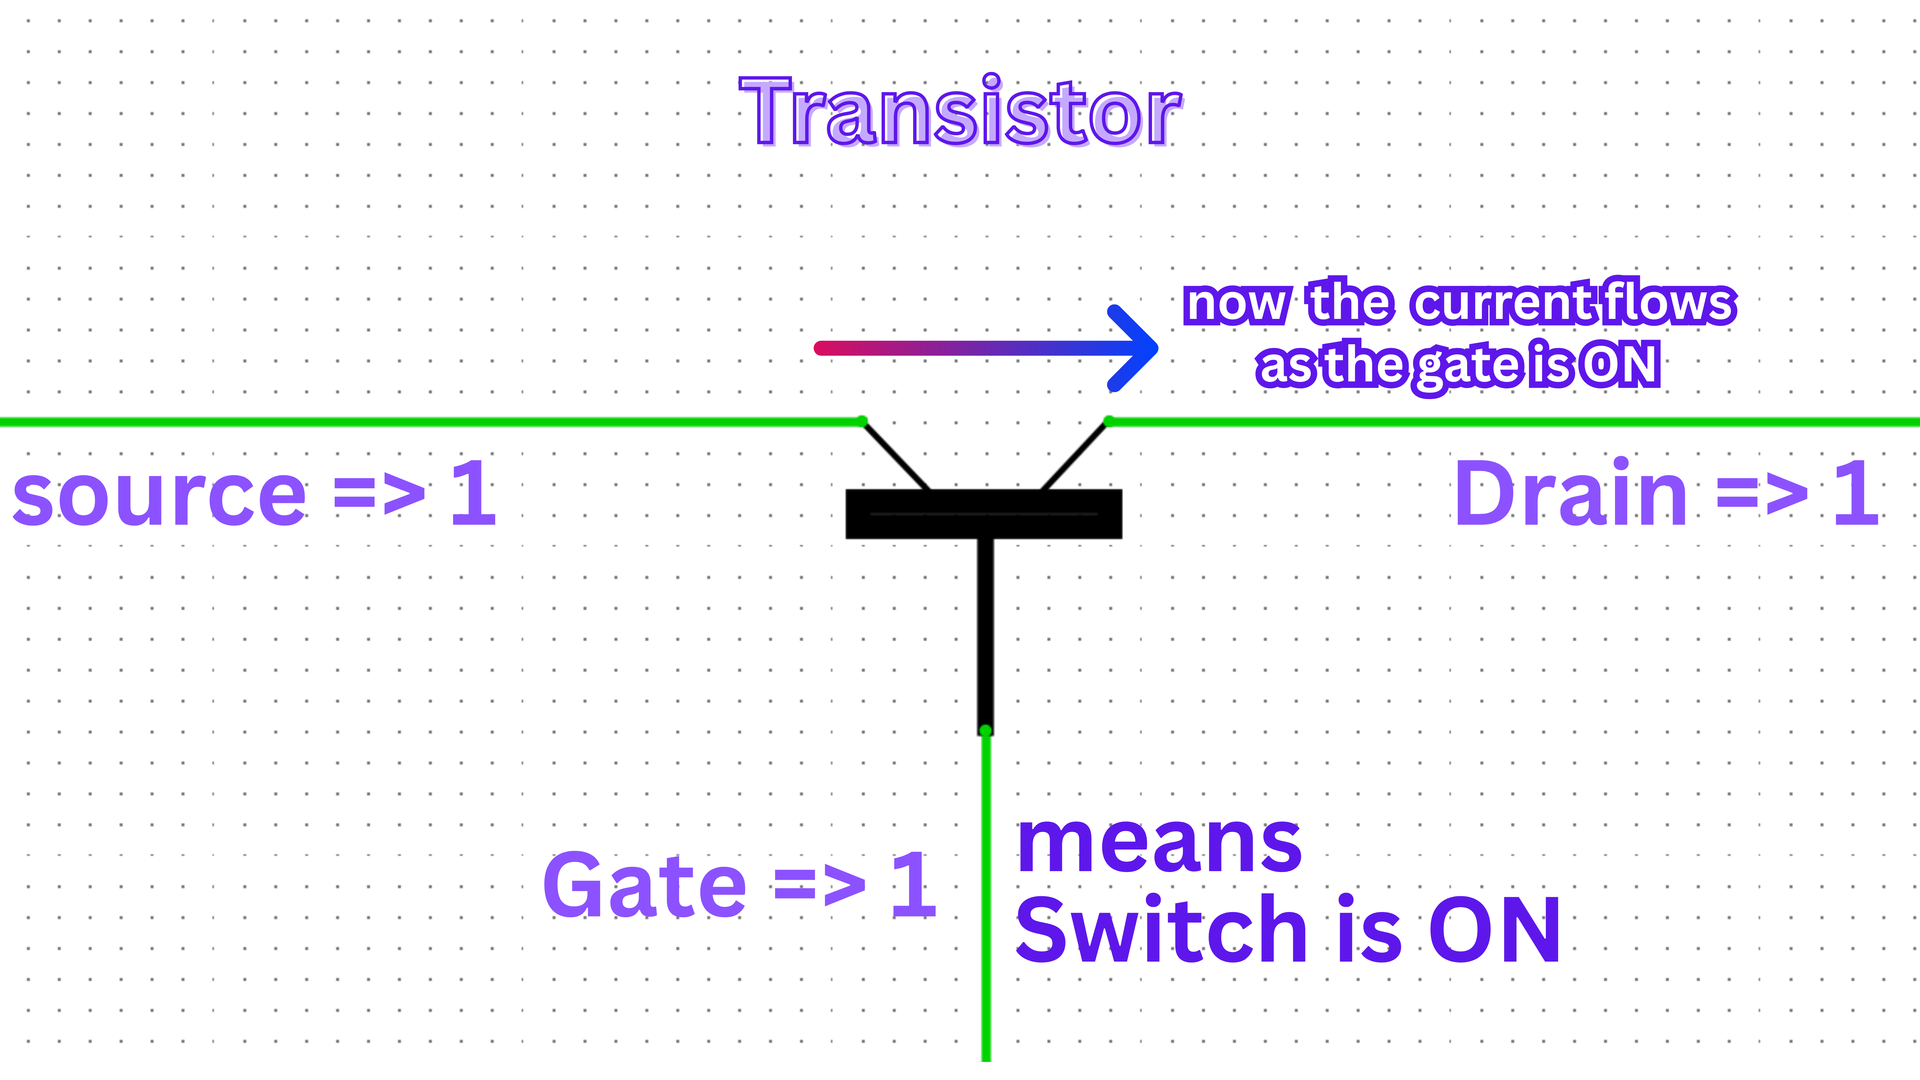 Transistor
now the current flows
as the gate is ON
source => 1
Drain => 1
means
Gate => 1
Switch is ON